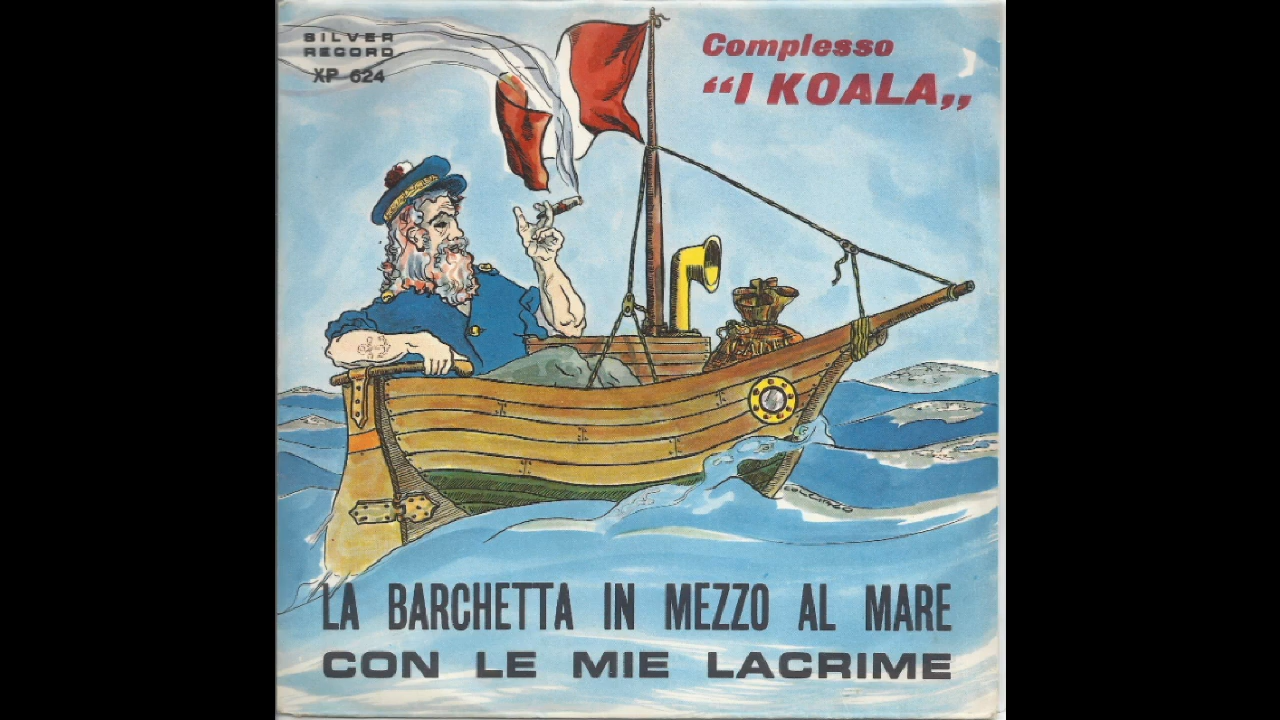 SILVER
RECORD
XP 624
Complesso
“I KOALA„
LA BARCHETTA IN MEZZO AL MARE
CON LE MIE LACRIME